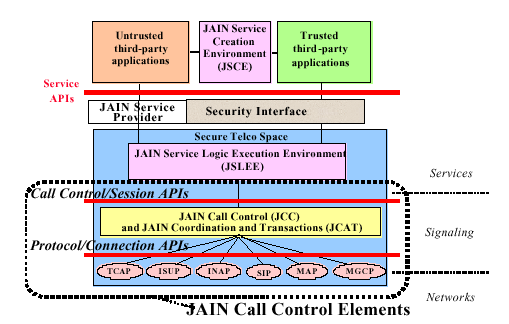 Untrusted
third-party
applications
JAIN Service
Creation
Environment
(JSCE)
Trusted
third-party
applications
Service
APIs
JAIN Service
Provider
Security Interface
Secure Telco Space
JAIN Service Logic Execution Environment
(JSLEE)
Services
Call Control/Session APIs
JAIN Call Control (JCC)
and JAIN Coordination and Transactions (JCAT)
Signaling
Protocol/Connection APIs
TCAP
ISUP
INAP
SIP
MAP
MGCP
Networks
JAIN Call Control Elements